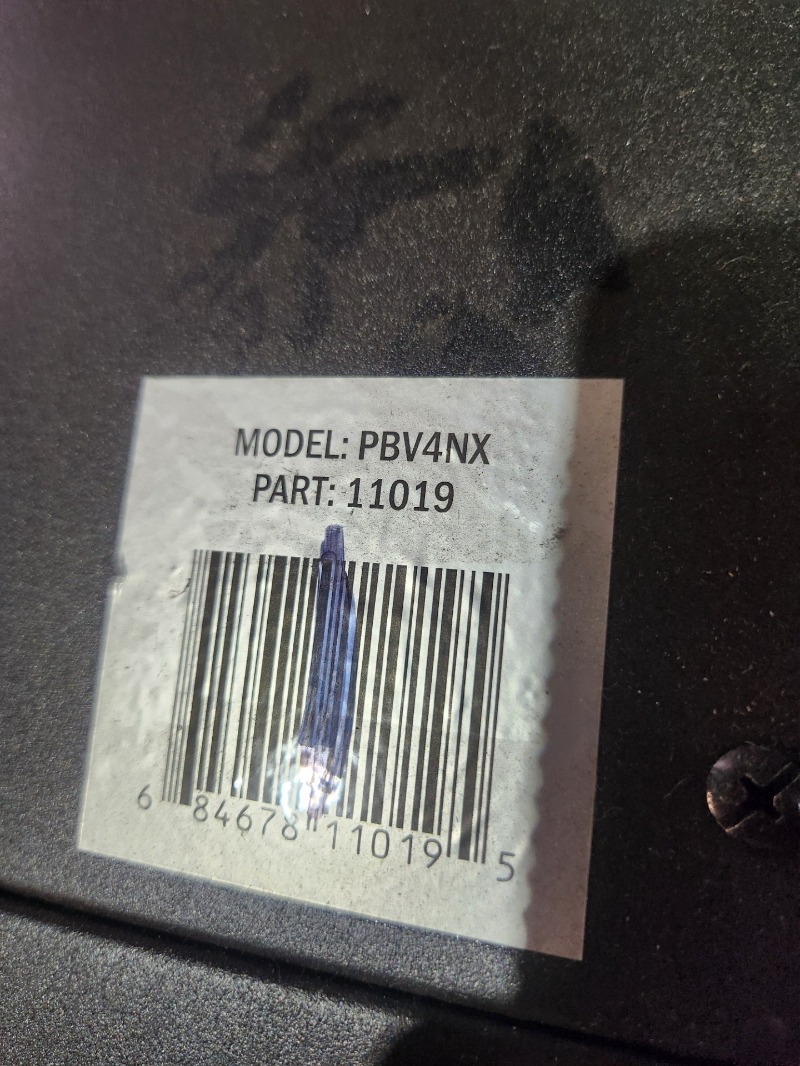 MODEL: PBV4NX
PART: 11019
6 84678 11019 5